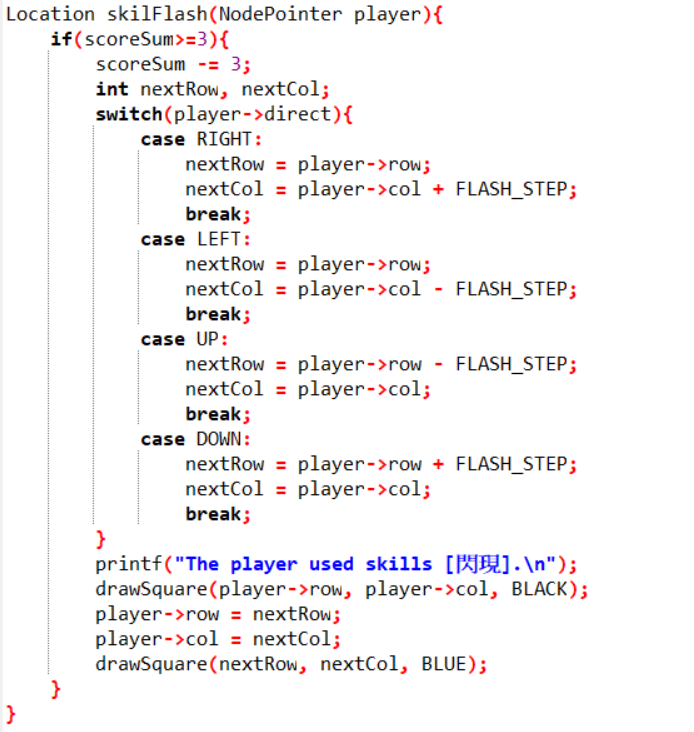 Location skilFlash(NodePointer player){
    if(scoreSum>=3){
        scoreSum -= 3;
        int nextRow, nextCol;
        switch(player->direct){
            case RIGHT:
                nextRow = player->row;
                nextCol = player->col + FLASH_STEP;
                break;
            case LEFT:
                nextRow = player->row;
                nextCol = player->col - FLASH_STEP;
                break;
            case UP:
                nextRow = player->row - FLASH_STEP;
                nextCol = player->col;
                break;
            case DOWN:
                nextRow = player->row + FLASH_STEP;
                nextCol = player->col;
                break;
        }
        printf("The player used skills [閃現].\n");
        drawSquare(player->row, player->col, BLACK);
        player->row = nextRow;
        player->col = nextCol;
        drawSquare(nextRow, nextCol, BLUE);
    }
}